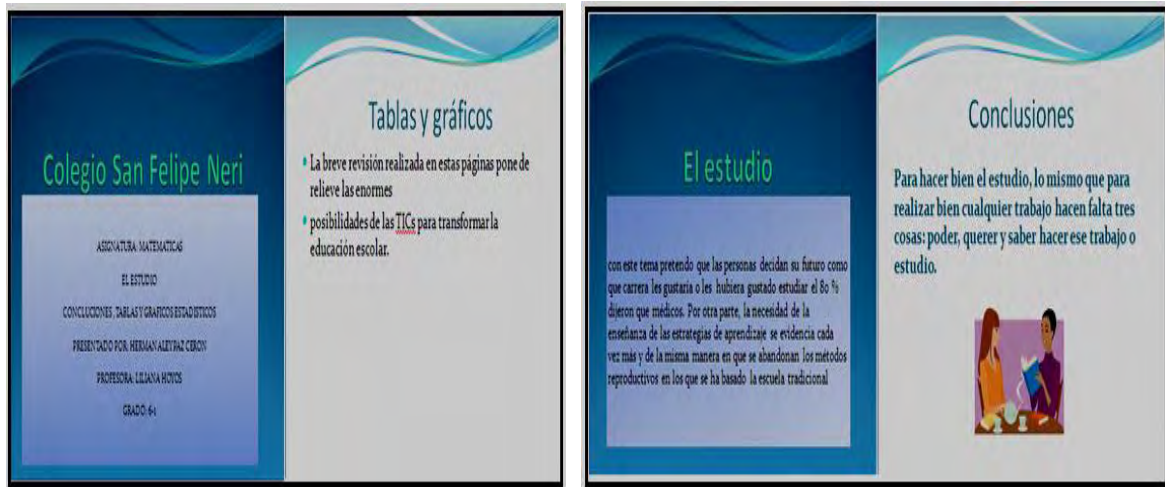 Colegio San Felipe Neri
ASIGNATURA: MATEMATICAS
EL ESTUDIO
CONCLUCIONES, TABLAS Y GRAFICOS ESTADISTICOS
PRESENTADO POR: HERMAN ALEY PAZ CERON
PROFESORA: LILIANA HOYOS
GRADO: 6-1
Tablas y gráficos
• La breve revisión realizada en estas páginas pone de
relieve las enormes
• posibilidades de las TICs para transformar la
educación escolar.
El estudio
con este tema pretendo que las personas decidan su futuro como
que carrera les gustaria o les hubiera gustado estudiar el 80 %
dijeron que médicos. Por otra parte, la necesidad de la
enseñanza de las estrategias de aprendizaje se evidencia cada
vez más y de la misma manera en que se abandonan los métodos
reproductivos en los que se ha basado la escuela tradicional
Conclusiones
Para hacer bien el estudio, lo mismo que para
realizar bien cualquier trabajo hacen falta tres
cosas: poder, querer y saber hacer ese trabajo o
estudio.